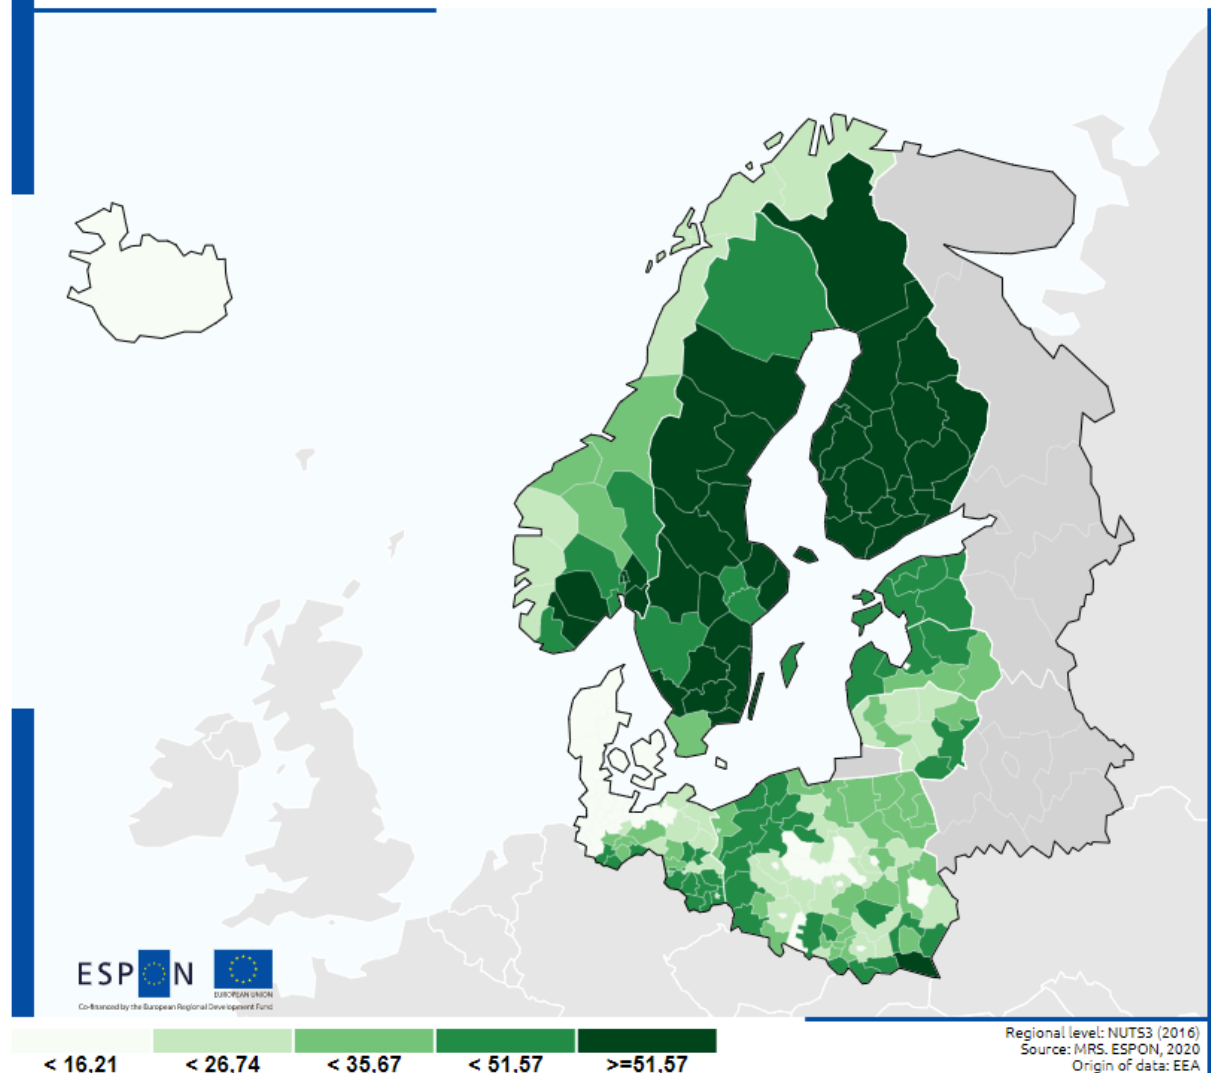 ESPON
EUROPEAN UNION
Co-financed by the European Regional Development Fund
< 16,21 < 26,74 < 35,67 < 51,57 >=51,57
Regional level: NUTS3 (2016)
Source: MRS. ESPON, 2020
Origin of data: EEA